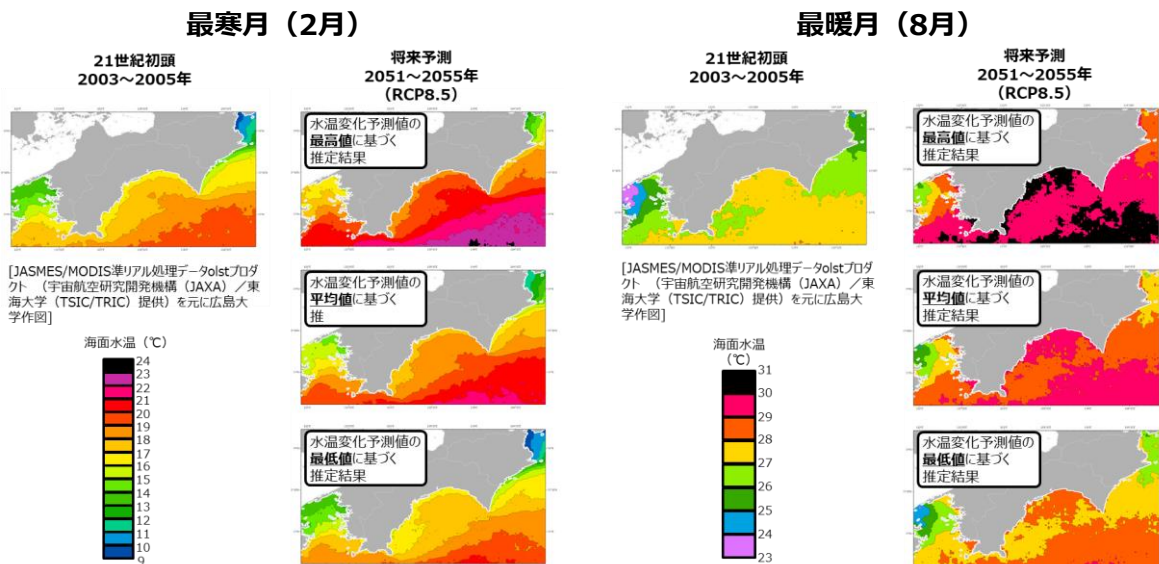 最寒月（2月）
21世紀初頭
2003～2005年
将来予測
2051～2055年
（RCP8.5）
水温変化予測値の
最高値に基づく
推定結果
[JASMES/MODIS準リアル処理データolstプロダ
クト （宇宙航空研究開発機構（JAXA）／東
海大学（TSIC/TRIC）提供）を元に広島大
学作図]
水温変化予測値の
平均値に基づく
推
海面水温（℃）
24
23
22
21
20
19
18
17
16
15
14
13
12
11
10
9
水温変化予測値の
最低値に基づく
推定結果
最暖月（8月）
21世紀初頭
2003～2005年
将来予測
2051～2055年
（RCP8.5）
水温変化予測値の
最高値に基づく
推定結果
[JASMES/MODIS準リアル処理データolstプロダ
クト （宇宙航空研究開発機構（JAXA）／東
海大学（TSIC/TRIC）提供）を元に広島大
学作図]
水温変化予測値の
平均値に基づく
推定結果
海面水温
（℃）
31
30
29
28
27
26
25
24
23
水温変化予測値の
最低値に基づく
推定結果